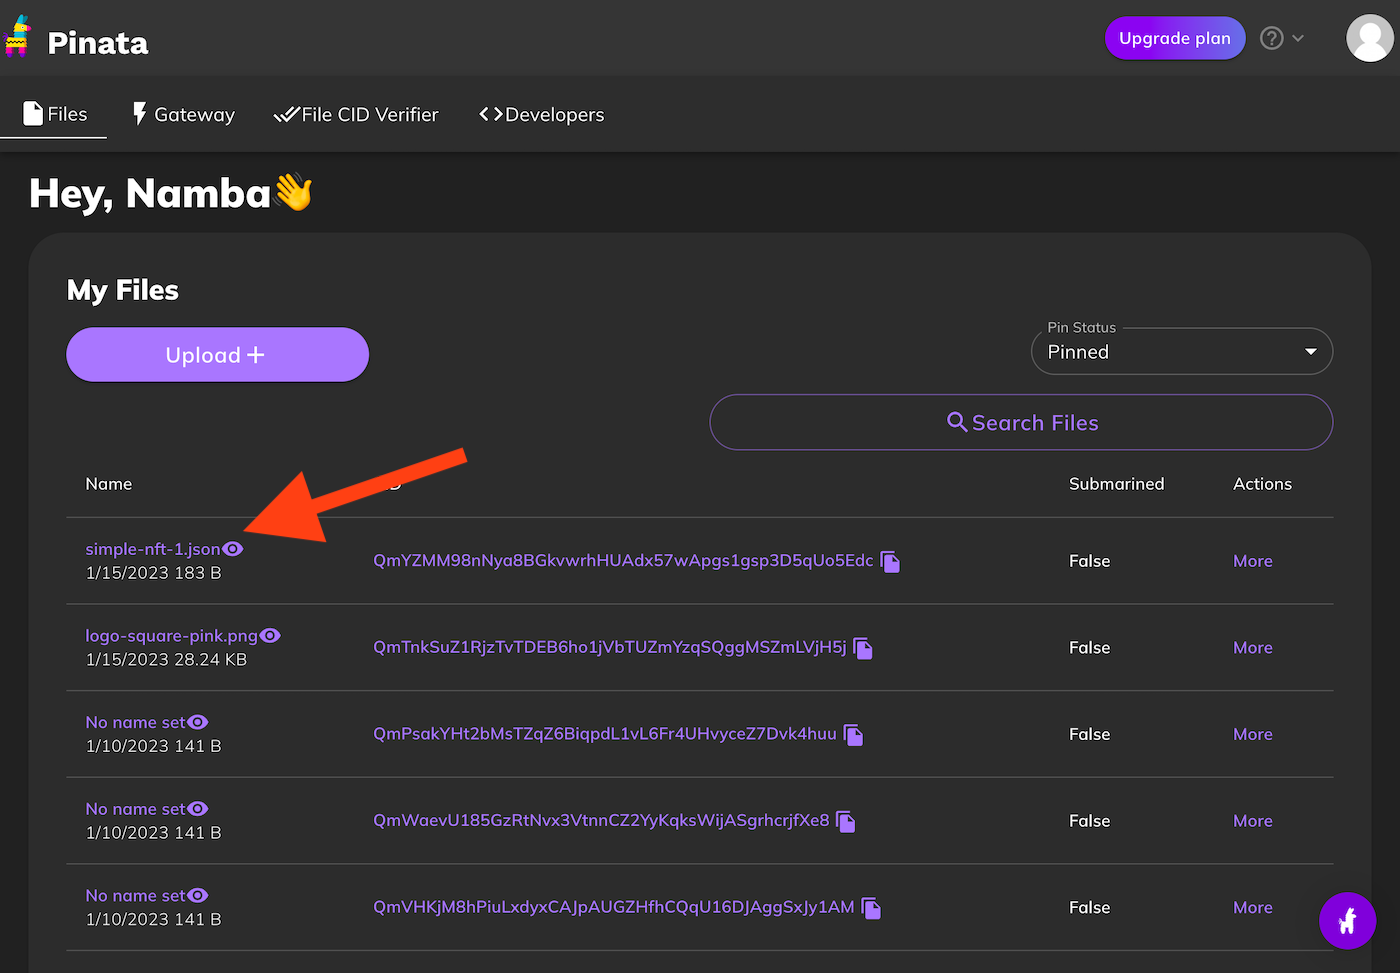 Pinata
Upgrade plan
Files
Gateway
File CID Verifier
Developers
Hey, Namba👋
My Files
Upload +
Pin Status
Pinned
Search Files
Name
Submarined
Actions
simple-nft-1.json
1/15/2023 183 B
QmYZMM98nNya8BGkvwrhHUAdx57wApgs1gsp3D5qUo5Edc
False
More
logo-square-pink.png
1/15/2023 28.24 KB
QmTnkSuZ1RjzTvTDEB6ho1jVbTUZmYzqSQggMSZmLVjH5j
False
More
No name set
1/10/2023 141 B
QmPsakYHt2bMsTZqZ6BiqpdL1vL6Fr4UHvyceZ7Dvk4huu
False
More
No name set
1/10/2023 141 B
QmWaevU185GzRtNvx3VtnnCZ2YyKqksWijASgrhcrjfXe8
False
More
No name set
1/10/2023 141 B
QmVHKjM8hPiuLxdyxCAJpAUGZHfhCQqU16DJAggSxJy1AM
False
More